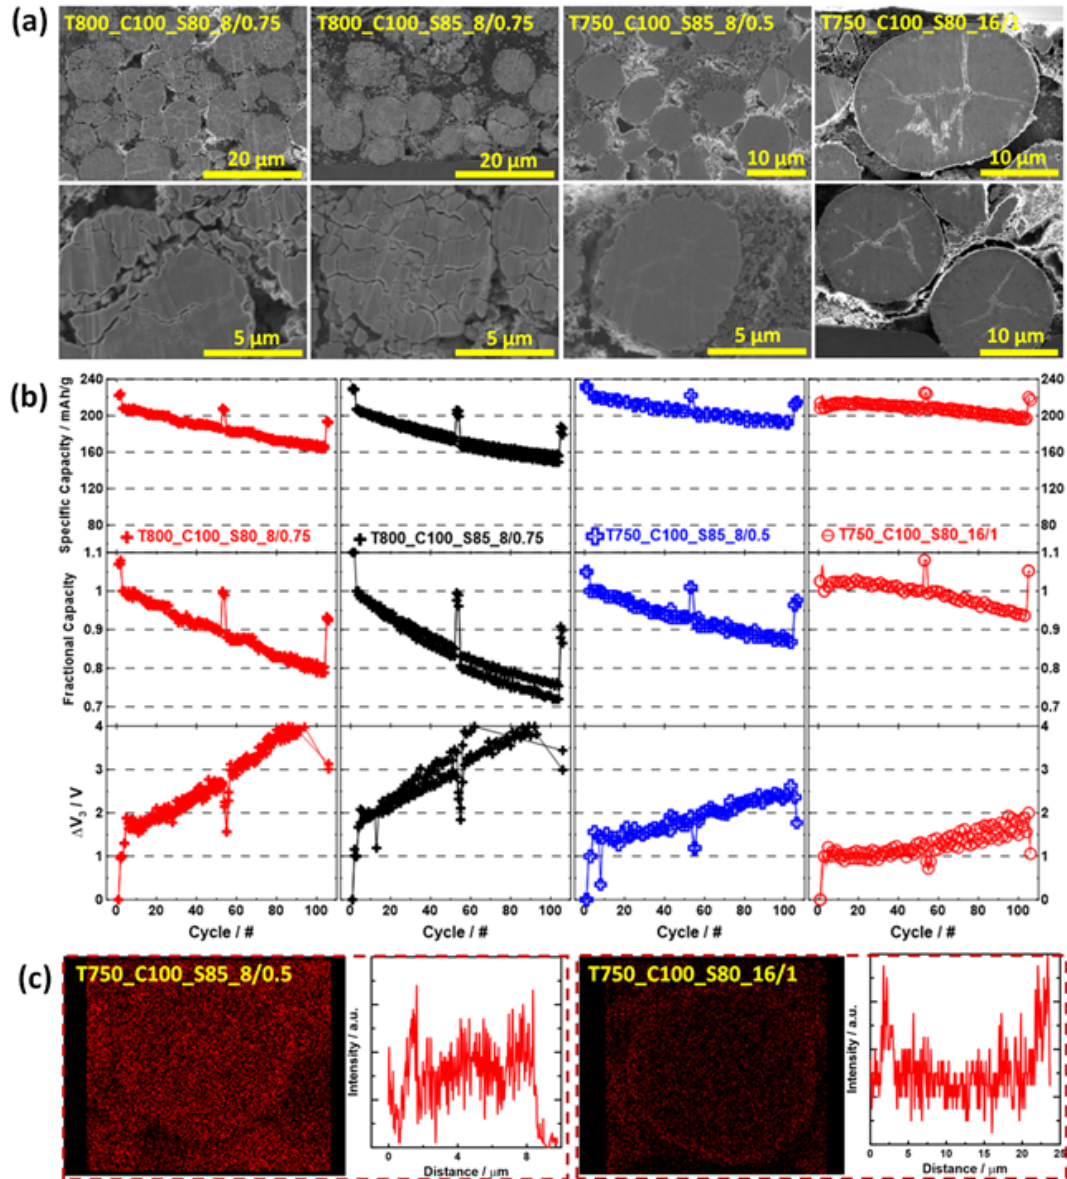 (a)
T800_C100_S80_8/0.75
T800_C100_S85_8/0.75
T750_C100_S85_8/0.5
T750_C100_S80_16/1
20 μm
20 μm
10 μm
10 μm
5 μm
5 μm
5 μm
10 μm
(b)
Specific Capacity / mAh/g
240
200
160
120
80
240
200
160
120
80
T800_C100_S80_8/0.75
T800_C100_S85_8/0.75
T750_C100_S85_8/0.5
T750_C100_S80_16/1
Fractional Capacity
1.1
1
0.9
0.8
0.7
1.1
1
0.9
0.8
0.7
ΔV₃ / V
4
3
2
1
0
4
3
2
1
0
0 20 40 60 80 100
0 20 40 60 80 100
0 20 40 60 80 100
0 20 40 60 80 100
Cycle / #
Cycle / #
Cycle / #
Cycle / #
(c)
T750_C100_S85_8/0.5
Intensity / a.u.
0 4 8
Distance / μm
T750_C100_S80_16/1
Intensity / a.u.
0 5 10 15 20 25
Distance / μm